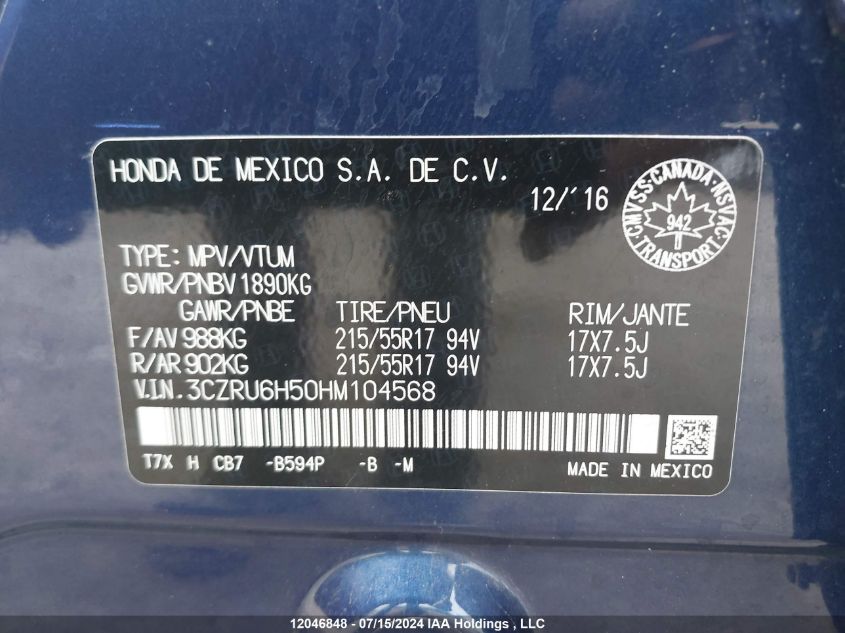 HONDA DE MEXICO S.A. DE C.V.
12/'16
CMVSS·CANADA·NSVAC
942
TRANSPORT
TYPE: MPV/VTUM
GVWR/PNBV 1890KG
GAWR/PNBE TIRE/PNEU RIM/JANTE
F/AV 988KG 215/55R17 94V 17X7.5J
R/AR 902KG 215/55R17 94V 17X7.5J
V.I.N. 3CZRU6H50HM104568
T7X H CB7 -B594P -B -M
MADE IN MEXICO
12046848 - 07/15/2024 IAA Holdings , LLC